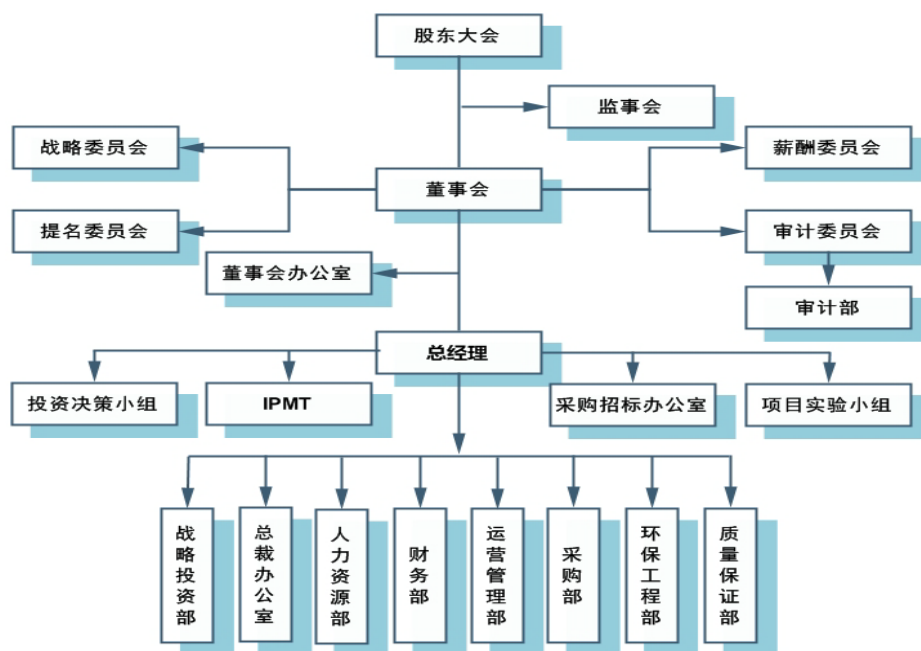 股东大会
监事会
战略委员会
薪酬委员会
董事会
提名委员会
审计委员会
董事会办公室
审计部
总经理
投资决策小组
IPMT
采购招标办公室
项目实验小组
战略投资部
总裁办公室
人力资源部
财务部
运营管理部
采购部
环保工程部
质量保证部